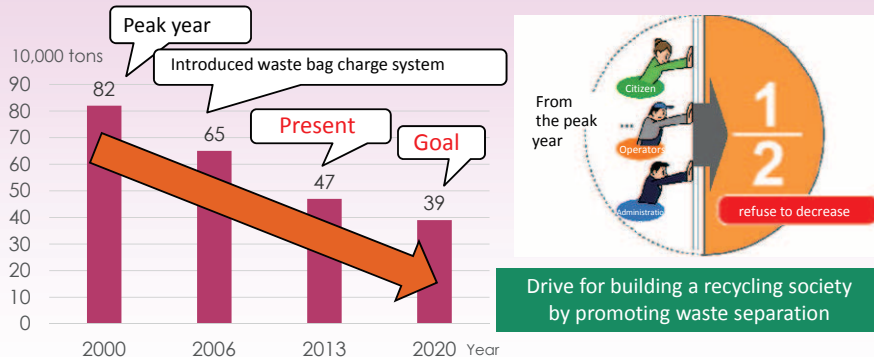 Peak year
10,000 tons
Introduced waste bag charge system
Present
Goal
90
80
70
60
50
40
30
20
10
0
82
65
47
39
2000
2006
2013
2020
Year
From
the peak
year
Citizen
...
Operators
Administratio
1
2
refuse to decrease
Drive for building a recycling society
by promoting waste separation